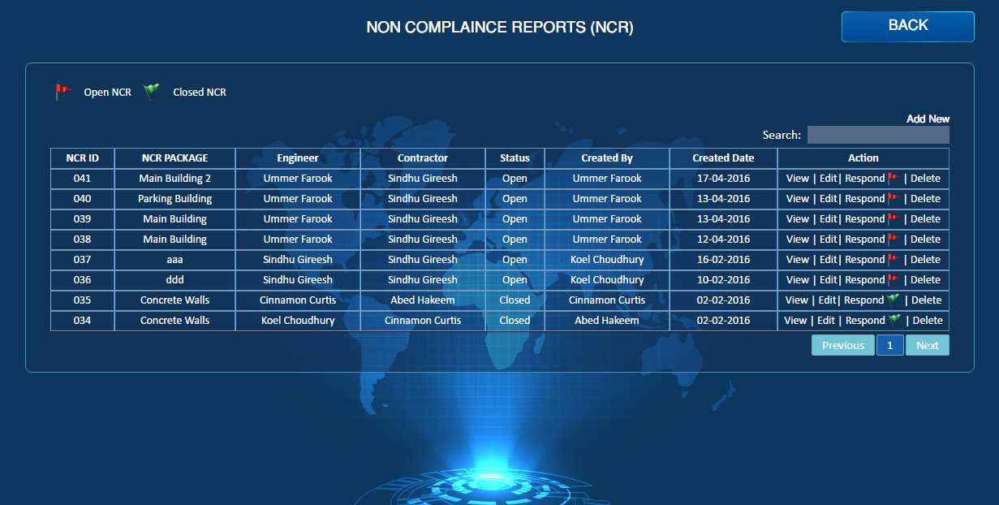 NON COMPLAINCE REPORTS (NCR)
BACK
Open NCR Closed NCR
Add New
Search:
NCR ID NCR PACKAGE Engineer Contractor Status Created By Created Date Action
041 Main Building 2 Ummer Farook Sindhu Gireesh Open Ummer Farook 17-04-2016 View | Edit| Respond | Delete
040 Parking Building Ummer Farook Sindhu Gireesh Open Ummer Farook 13-04-2016 View | Edit| Respond | Delete
039 Main Building Ummer Farook Sindhu Gireesh Open Ummer Farook 13-04-2016 View | Edit| Respond | Delete
038 Main Building Ummer Farook Sindhu Gireesh Open Ummer Farook 12-04-2016 View | Edit| Respond | Delete
037 aaa Sindhu Gireesh Sindhu Gireesh Open Koel Choudhury 16-02-2016 View | Edit| Respond | Delete
036 ddd Sindhu Gireesh Sindhu Gireesh Open Koel Choudhury 10-02-2016 View | Edit| Respond | Delete
035 Concrete Walls Cinnamon Curtis Abed Hakeem Closed Cinnamon Curtis 02-02-2016 View | Edit| Respond | Delete
034 Concrete Walls Koel Choudhury Cinnamon Curtis Closed Abed Hakeem 02-02-2016 View | Edit | Respond | Delete
Previous 1 Next